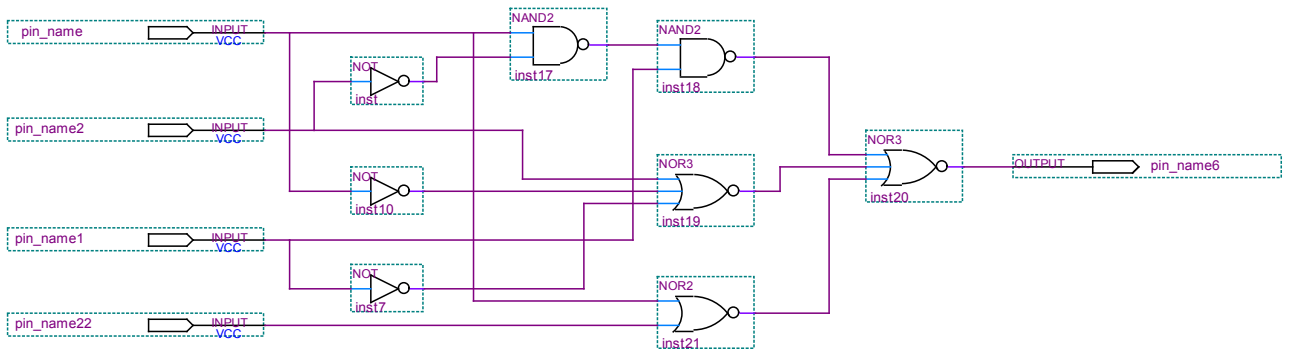 NAND2
NAND2
pin_name
INPUT
VCC
inst17
inst18
NOT
inst
pin_name2
INPUT
VCC
NOR3
NOR3
OUTPUT
pin_name6
NOT
inst10
inst19
inst20
pin_name1
INPUT
VCC
NOT
inst7
NOR2
pin_name22
INPUT
VCC
inst21